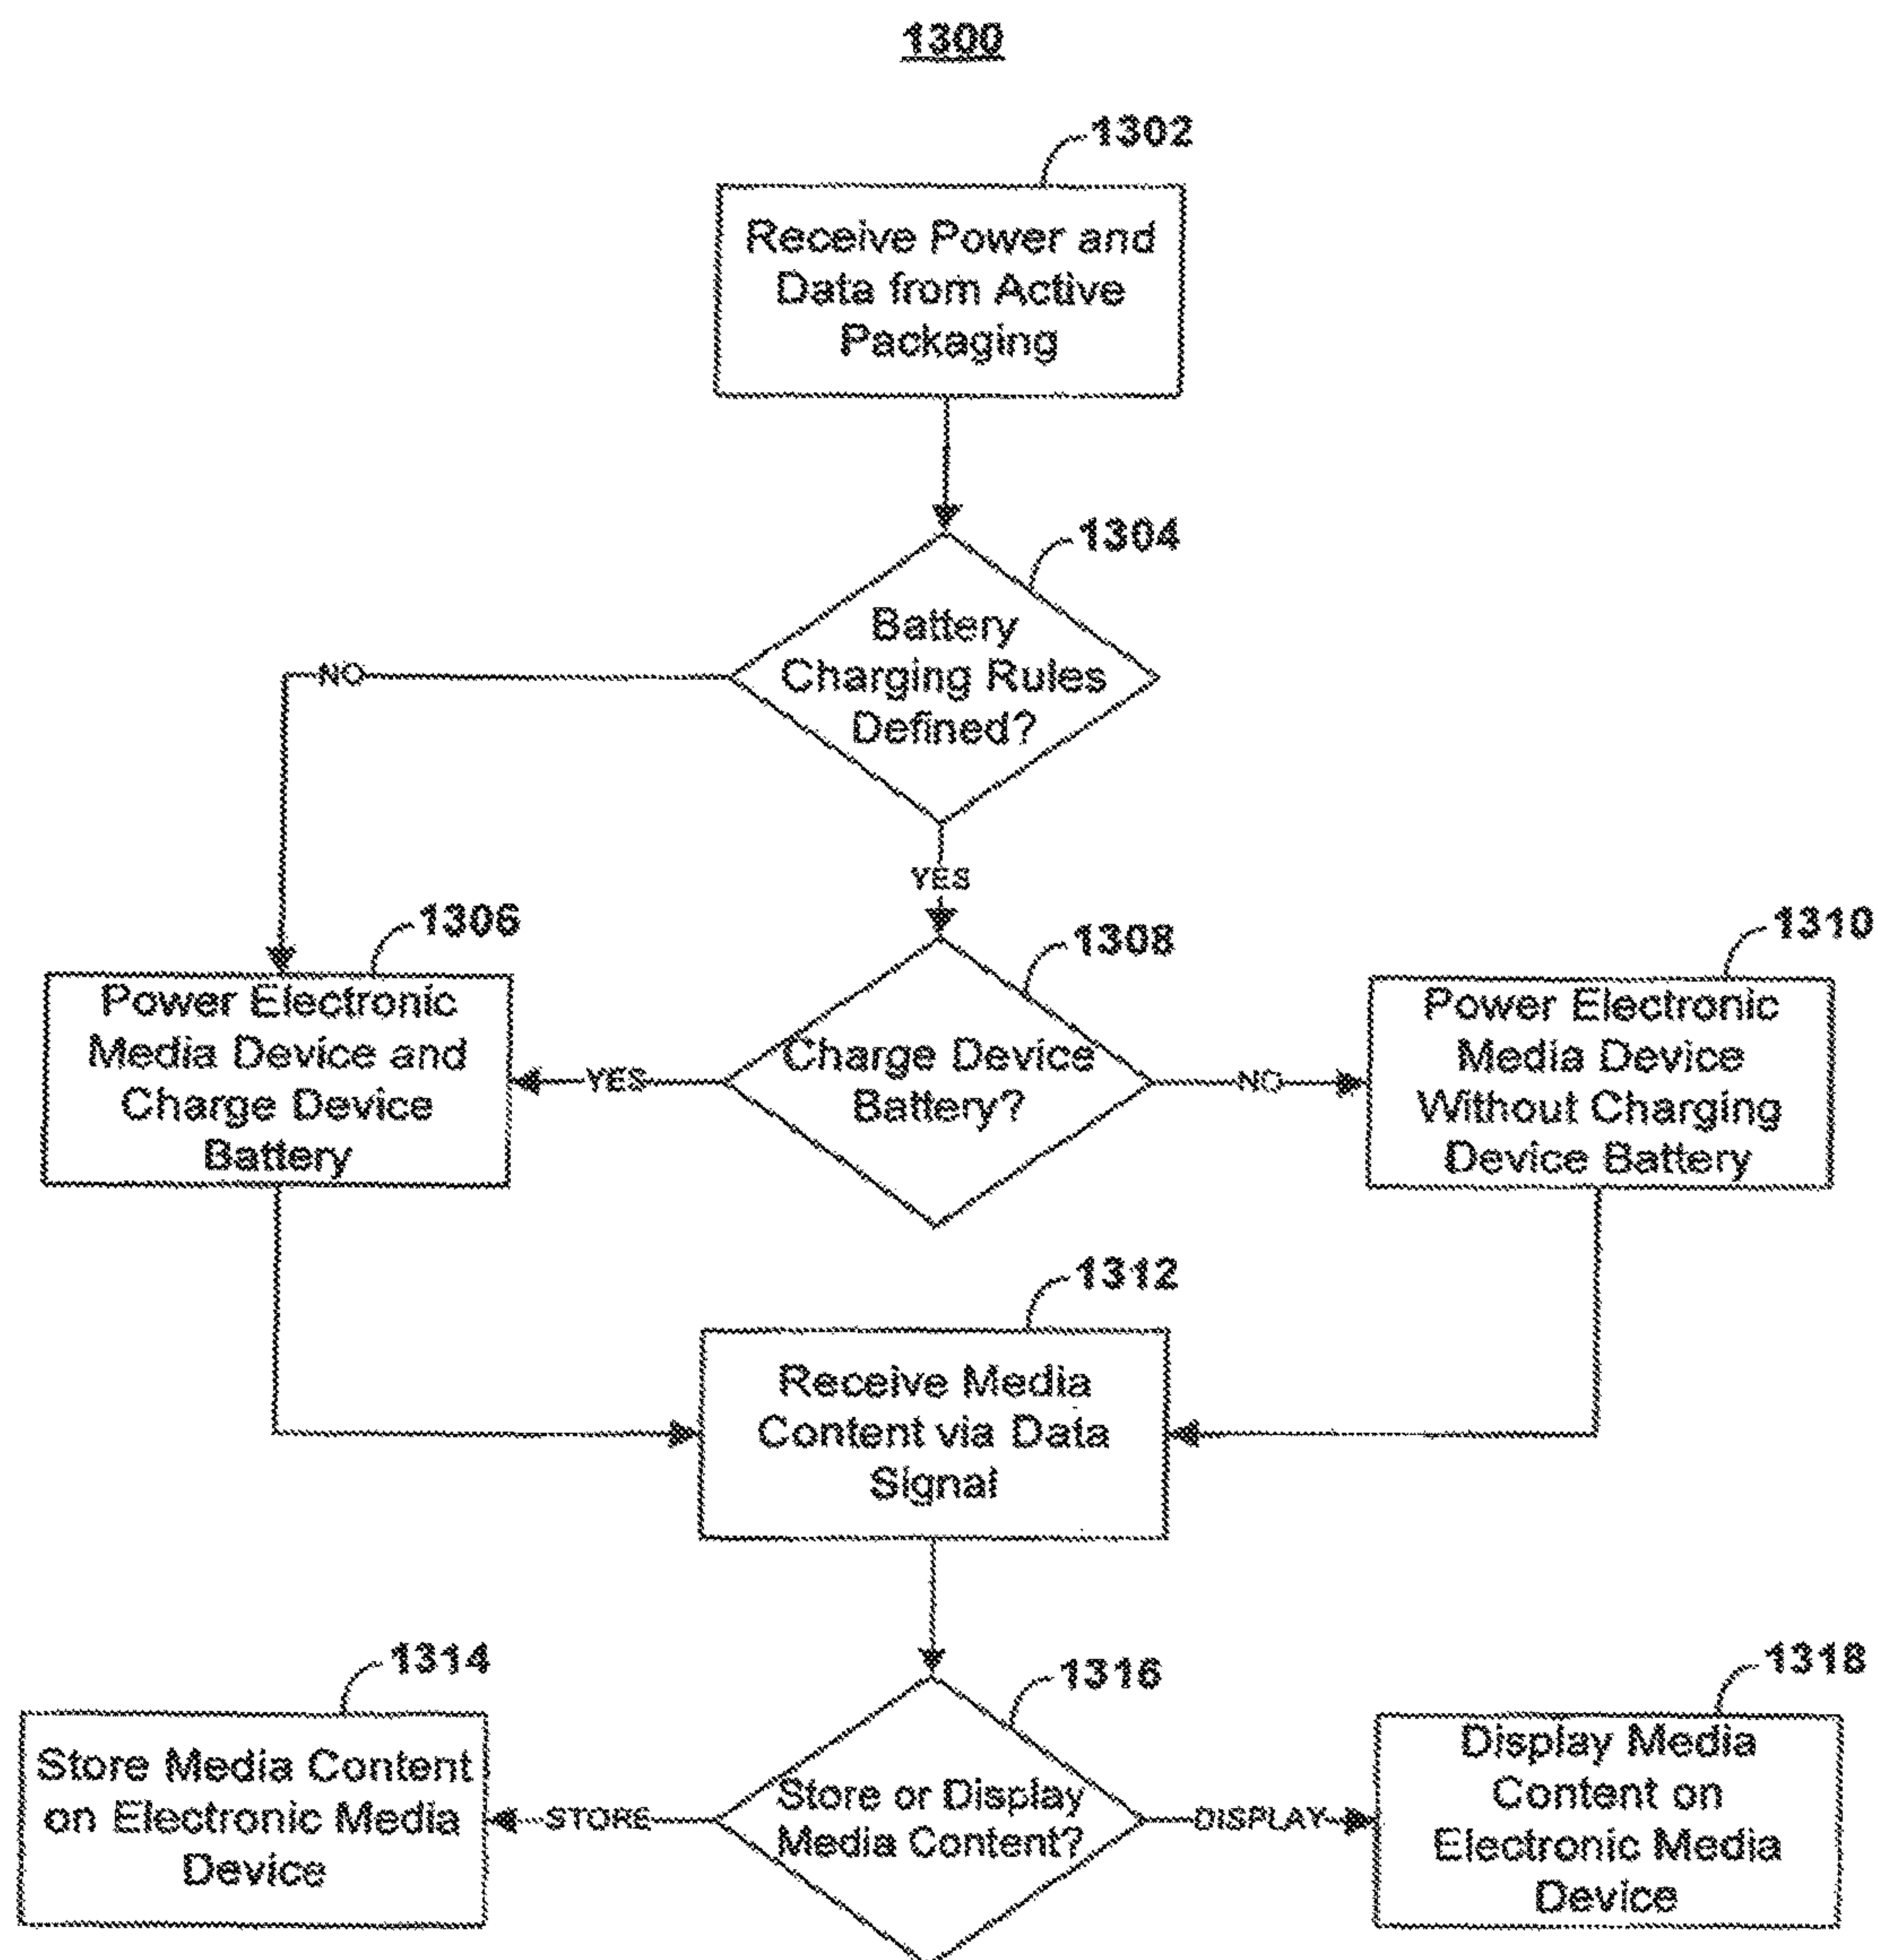 1300
1302
Receive Power and
Data from Active
Packaging
1304
Battery
Charging Rules
Defined?
NO
YES
1306
Power Electronic
Media Device and
Charge Device
Battery
1308
Charge Device
Battery?
YES
NO
1310
Power Electronic
Media Device
Without Charging
Device Battery
1312
Receive Media
Content via Data
Signal
1314
Store Media Content
on Electronic Media
Device
1316
Store or Display
Media Content?
STORE
DISPLAY
1318
Display Media
Content on
Electronic Media
Device